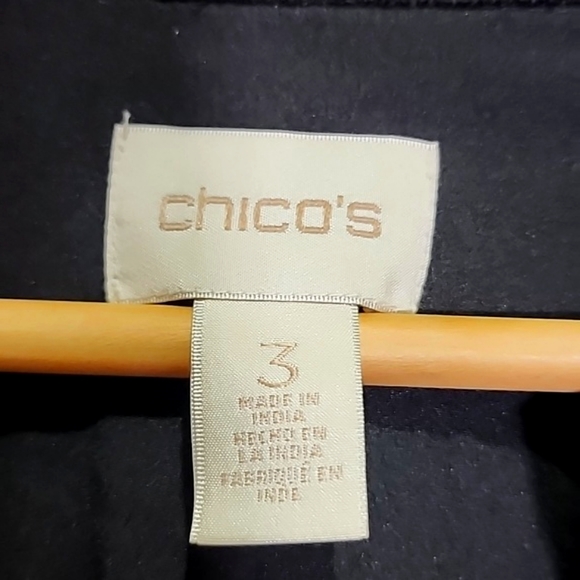 chico's
3
MADE IN
INDIA
HECHO EN
LA INDIA
FABRIQUÉ EN
INDE